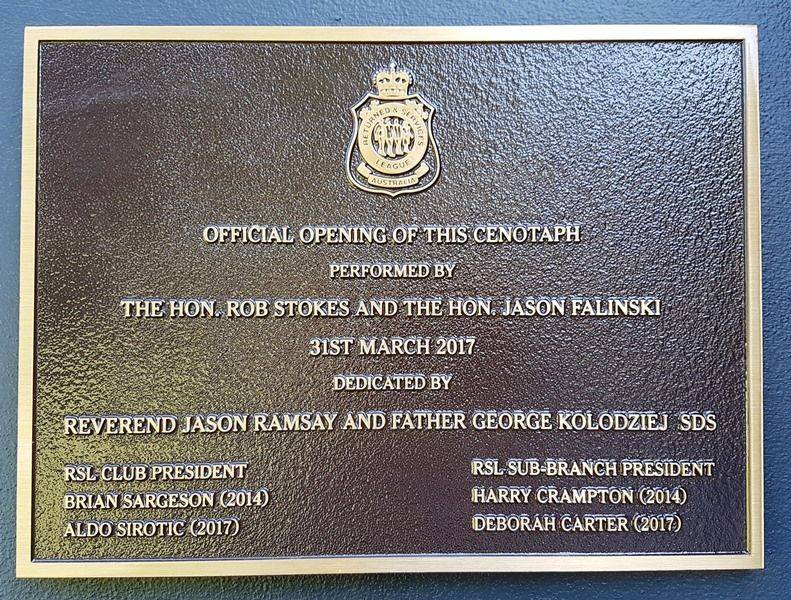 RETURNED & SERVICES
LEAGUE
AUSTRALIA
OFFICIAL OPENING OF THIS CENOTAPH
PERFORMED BY
THE HON. ROB STOKES AND THE HON. JASON FALINSKI
31ST MARCH 2017
DEDICATED BY
REVEREND JASON RAMSAY AND FATHER GEORGE KOLODZIEJ SDS
RSL CLUB PRESIDENT
BRIAN SARGESON (2014)
ALDO SIROTIC (2017)
RSL SUB-BRANCH PRESIDENT
HARRY CRAMPTON (2014)
DEBORAH CARTER (2017)